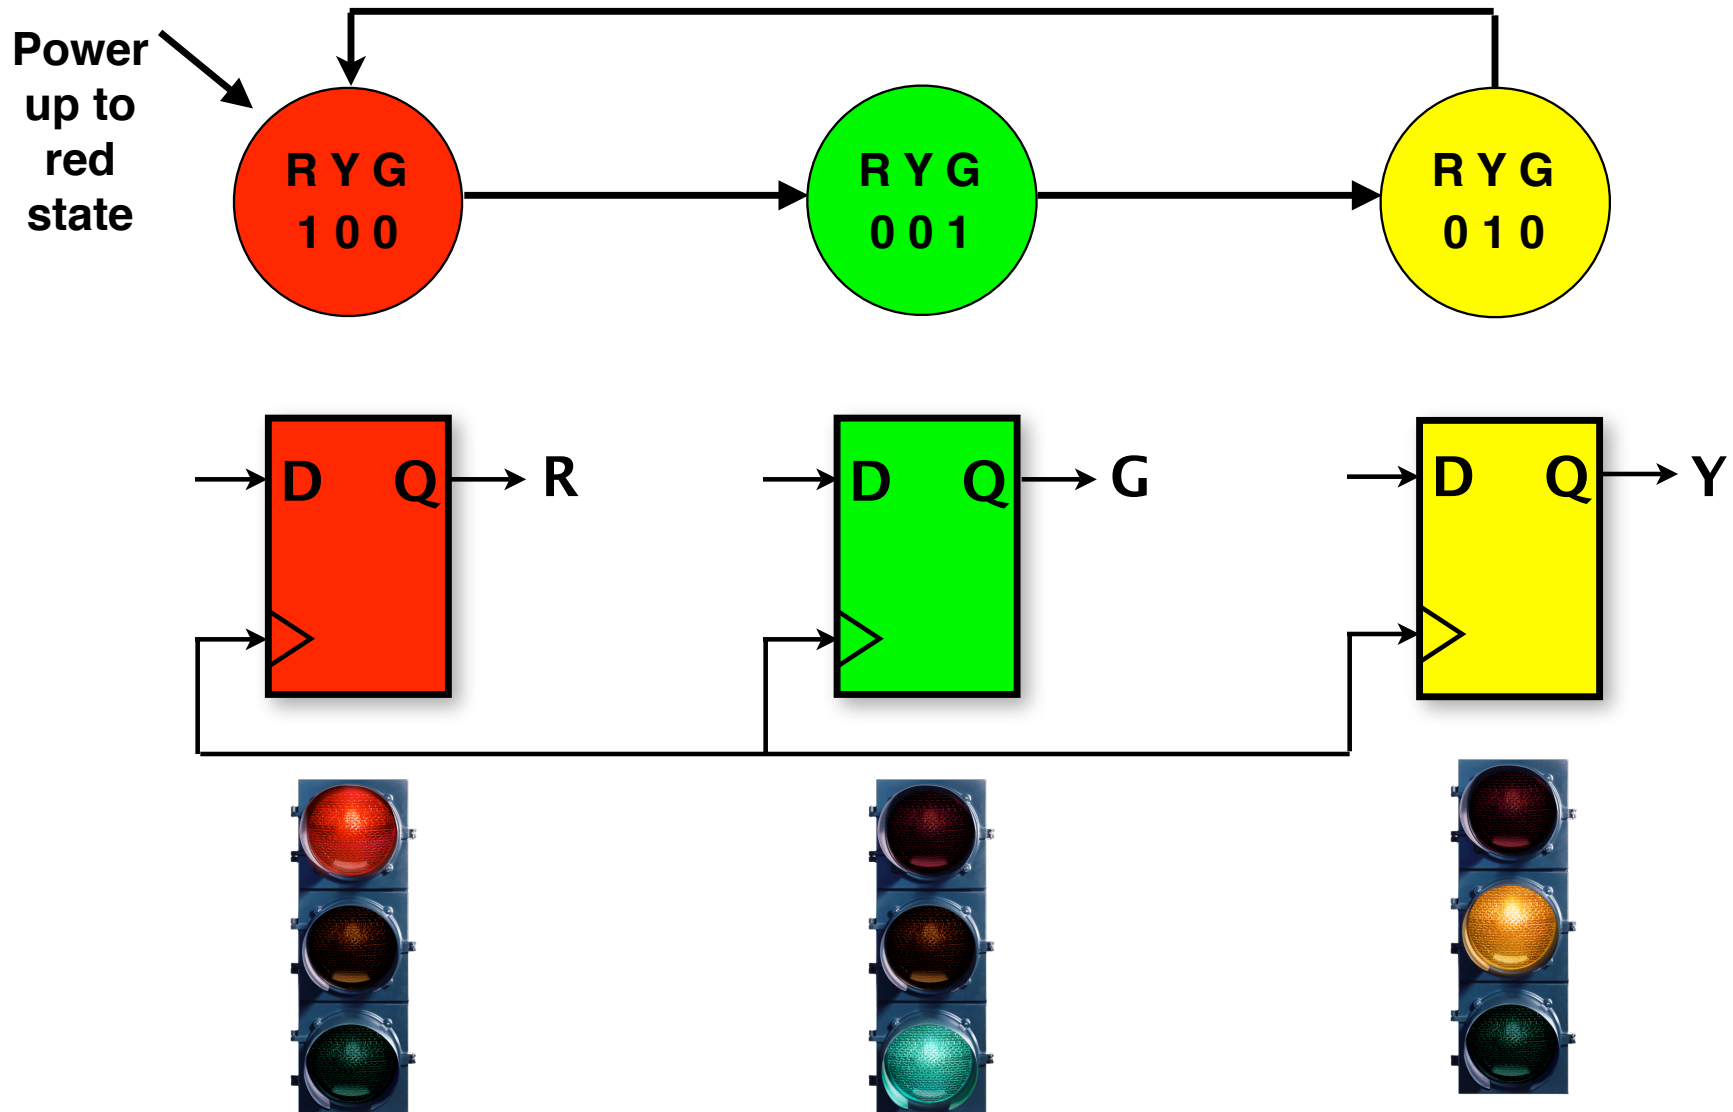 Power
up to
red
state
R Y G
1 0 0
R Y G
0 0 1
R Y G
0 1 0
D Q R
D Q G
D Q Y